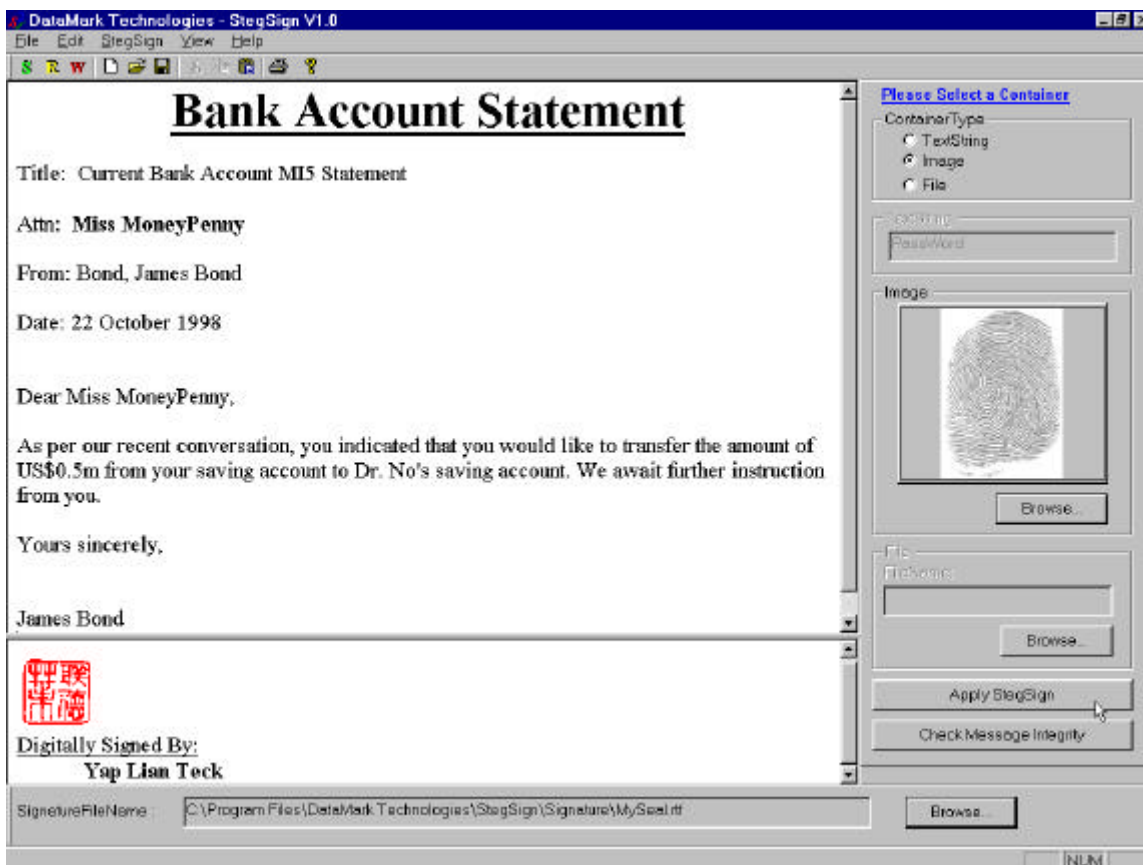 DataMark Technologies - StegSign V1.0
File Edit StegSign View Help
S R W
Bank Account Statement
Title: Current Bank Account MI5 Statement
Attn: Miss MoneyPenny
From: Bond, James Bond
Date: 22 October 1998
Dear Miss MoneyPenny,
As per our recent conversation, you indicated that you would like to transfer the amount of
US$0.5m from your saving account to Dr. No's saving account. We await further instruction
from you.
Yours sincerely,
James Bond
Digitally Signed By:
Yap Lian Teck
Please Select a Container
ContainerType
TextString
Image
File
TextString
PassWord
Image
Browse...
File
FileName:
Browse...
Apply StegSign
Check Message Integrity
SignatureFileName :
C:\Program Files\DataMark Technologies\StegSign\Signature\MySeal.rtf
Browse...
NUM